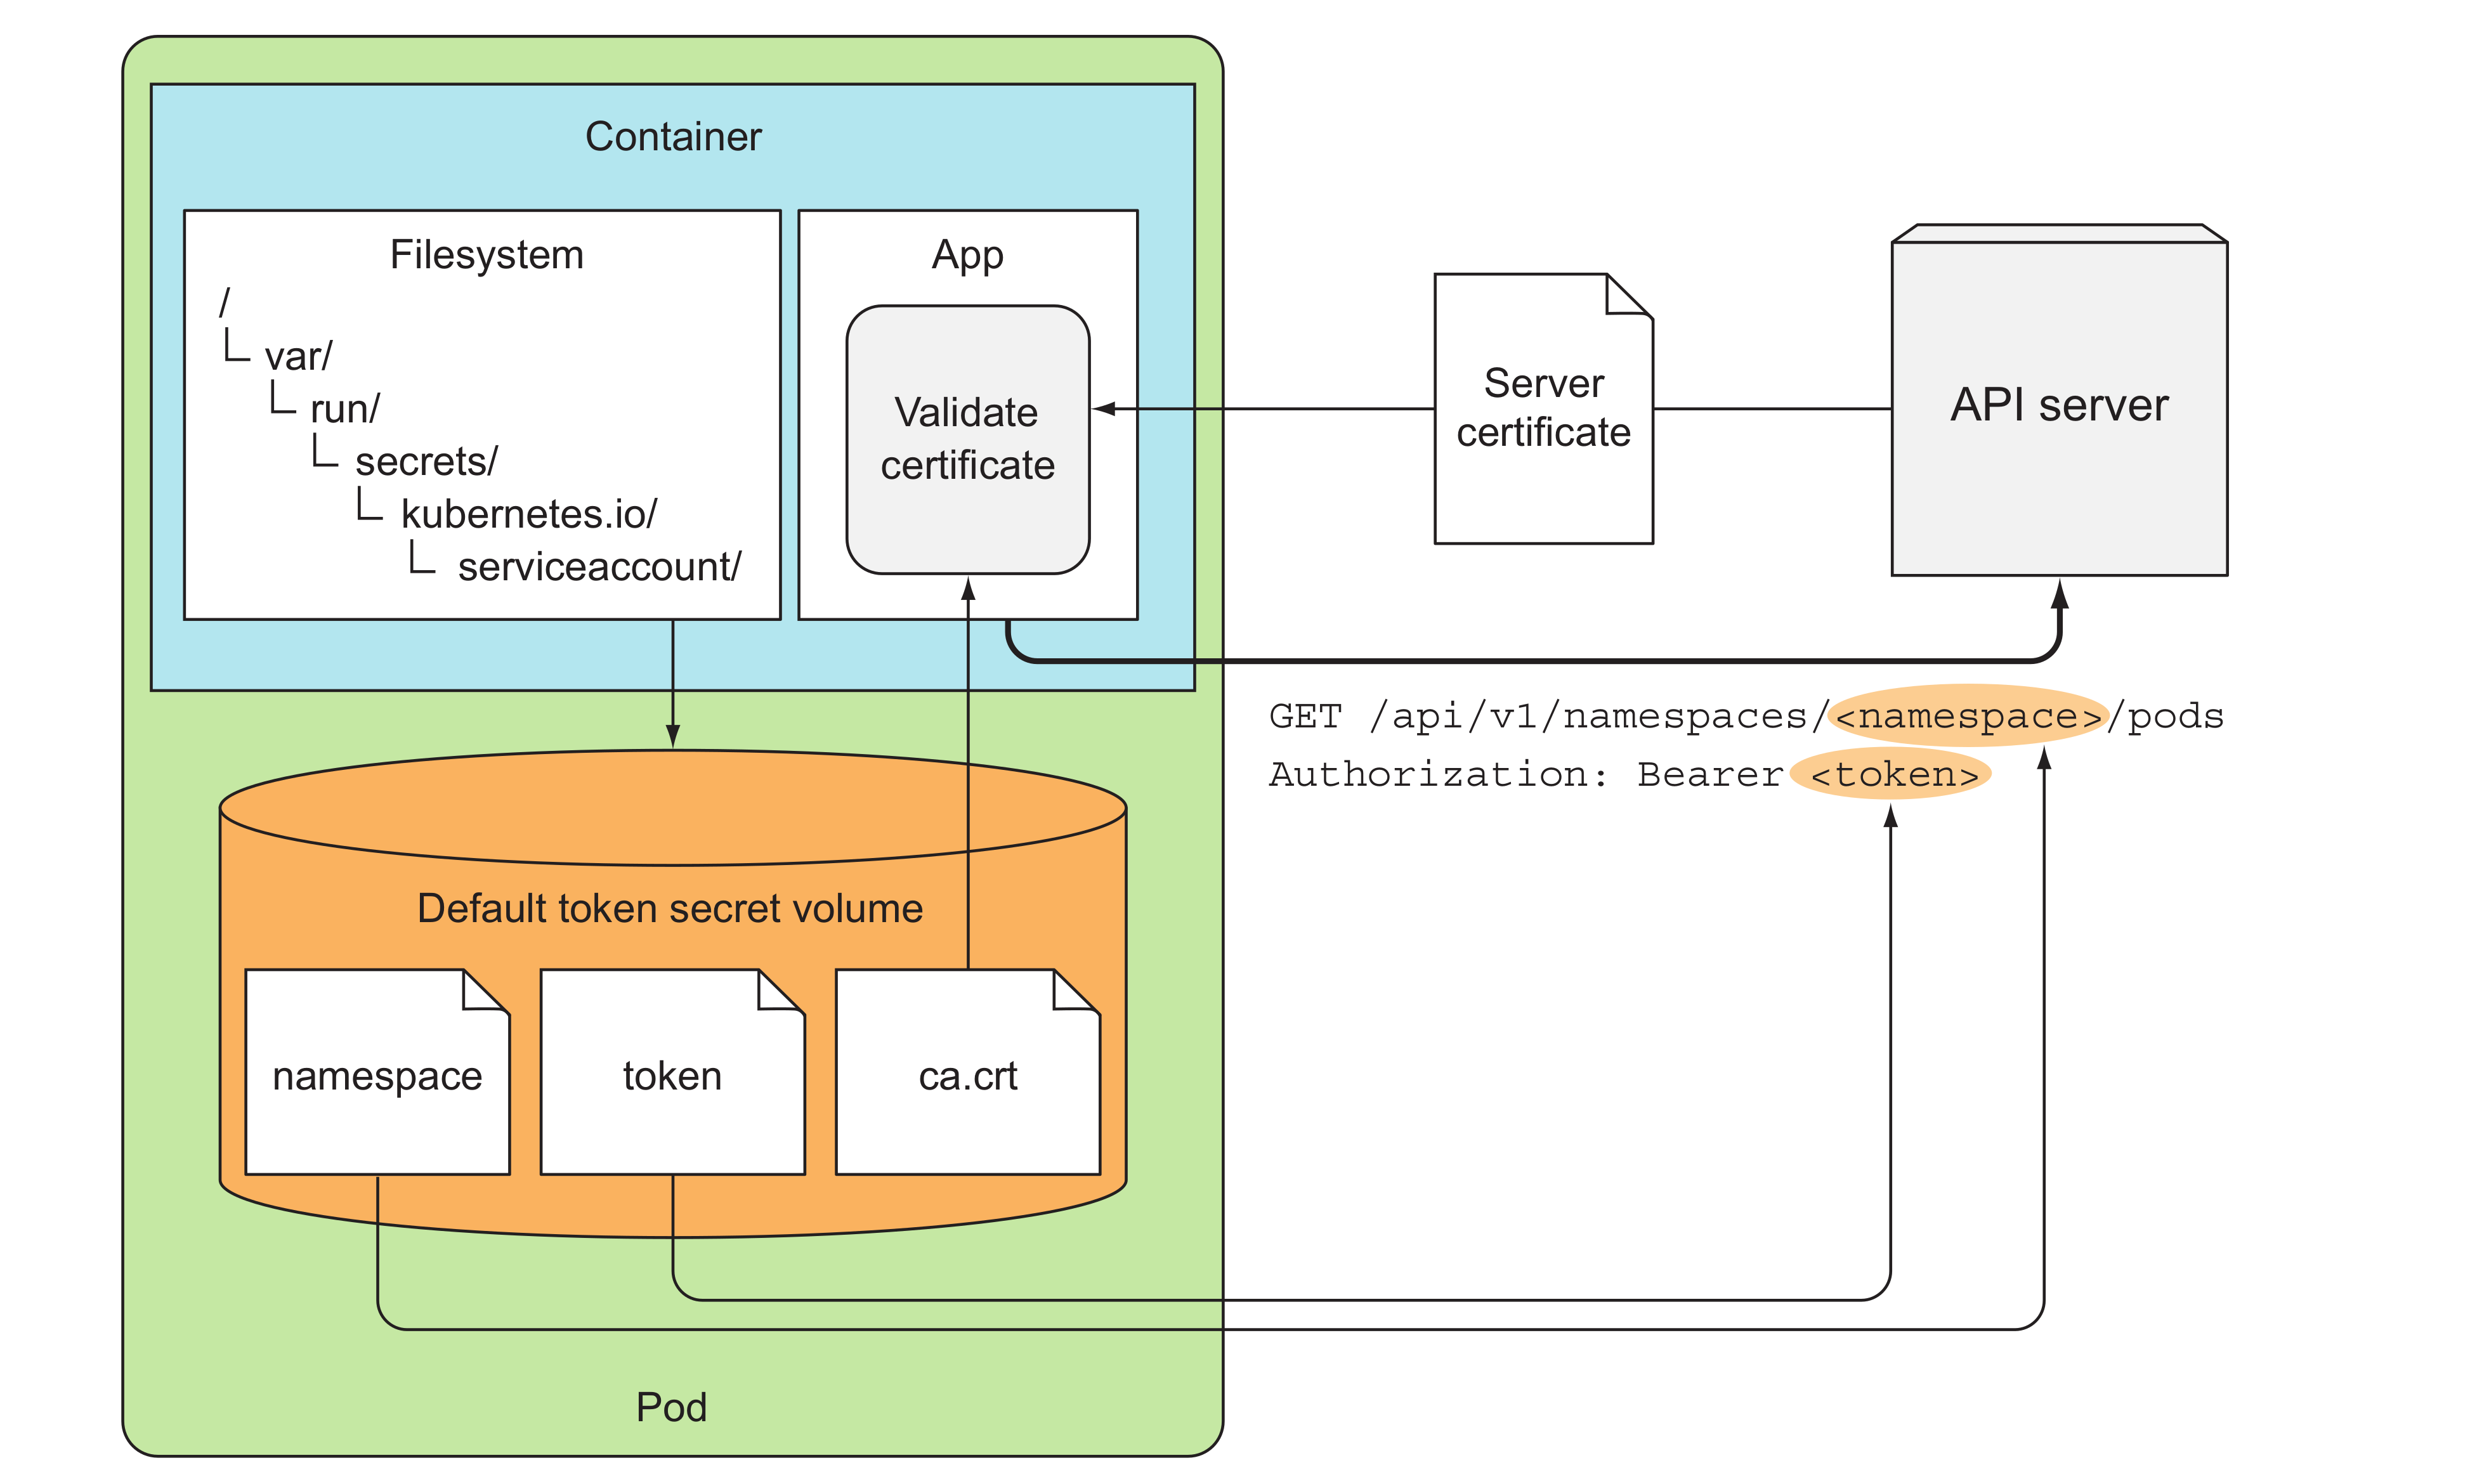 Container
Filesystem
/
var/
run/
secrets/
kubernetes.io/
serviceaccount/
App
Validate
certificate
Server
certificate
API server
GET /api/v1/namespaces/<namespace>/pods
Authorization: Bearer <token>
Default token secret volume
namespace
token
ca.crt
Pod